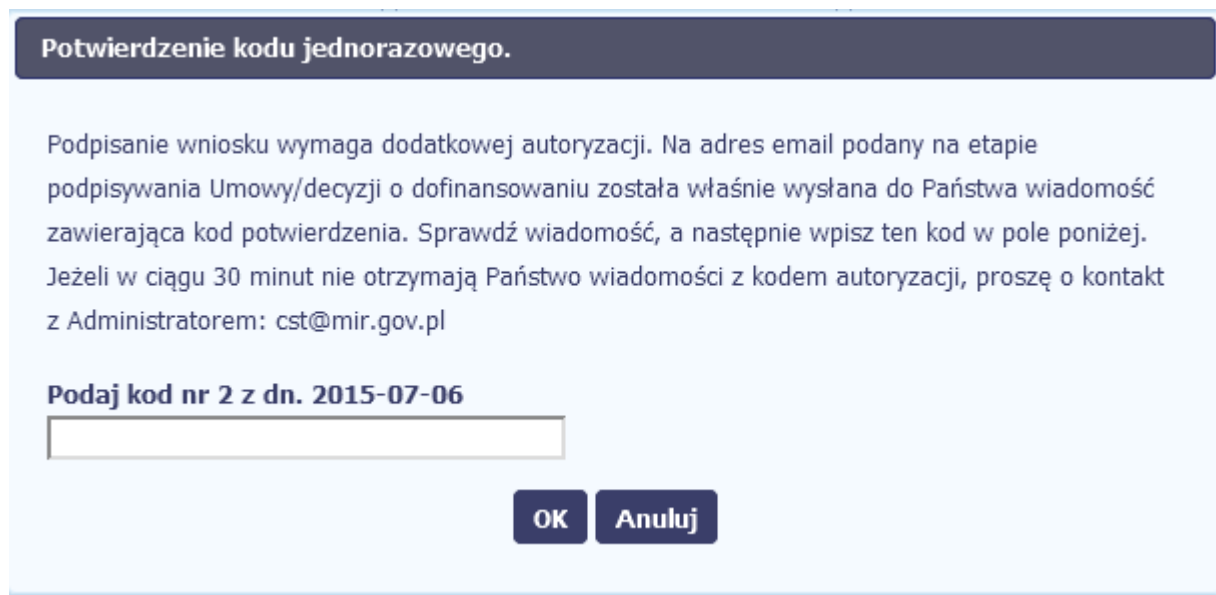 Potwierdzenie kodu jednorazowego.
Podpisanie wniosku wymaga dodatkowej autoryzacji. Na adres email podany na etapie
podpisywania Umowy/decyzji o dofinansowaniu została właśnie wysłana do Państwa wiadomość
zawierająca kod potwierdzenia. Sprawdź wiadomość, a następnie wpisz ten kod w pole poniżej.
Jeżeli w ciągu 30 minut nie otrzymają Państwo wiadomości z kodem autoryzacji, proszę o kontakt
z Administratorem: cst@mir.gov.pl
Podaj kod nr 2 z dn. 2015-07-06
OK Anuluj